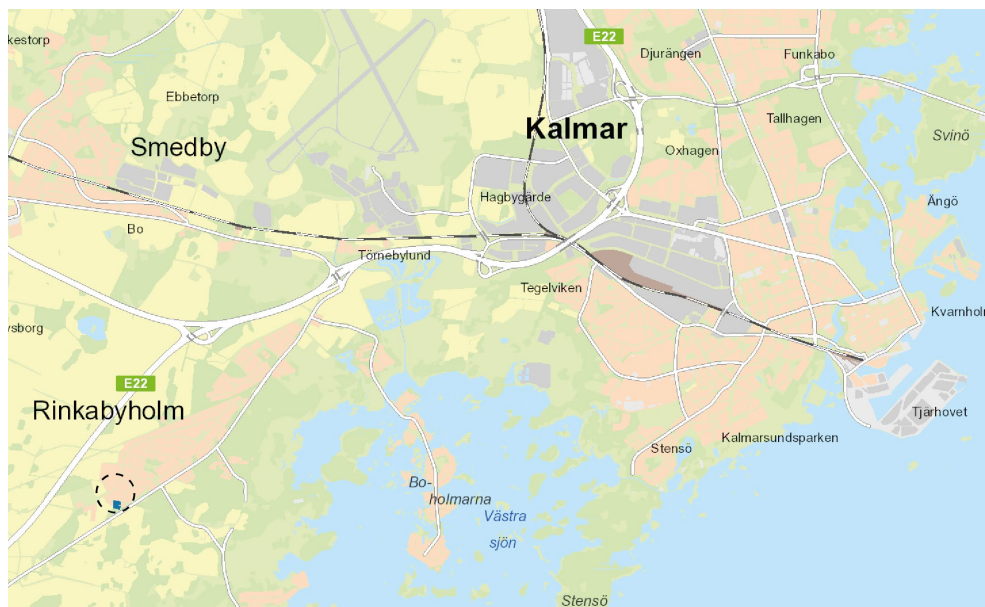 E22
kestorp
Djurängen
Funkabo
Ebbetorp
Tallhagen
Kalmar
Svinö
Smedby
Oxhagen
Hagbygärde
Ängö
Bo
Törnebylund
Tegelviken
Kvarnholm
ysborg
E22
Rinkabyholm
Tjärhovet
Kalmarsundsparken
Stensö
Bo-
holmarna
Västra
sjön
Stensö